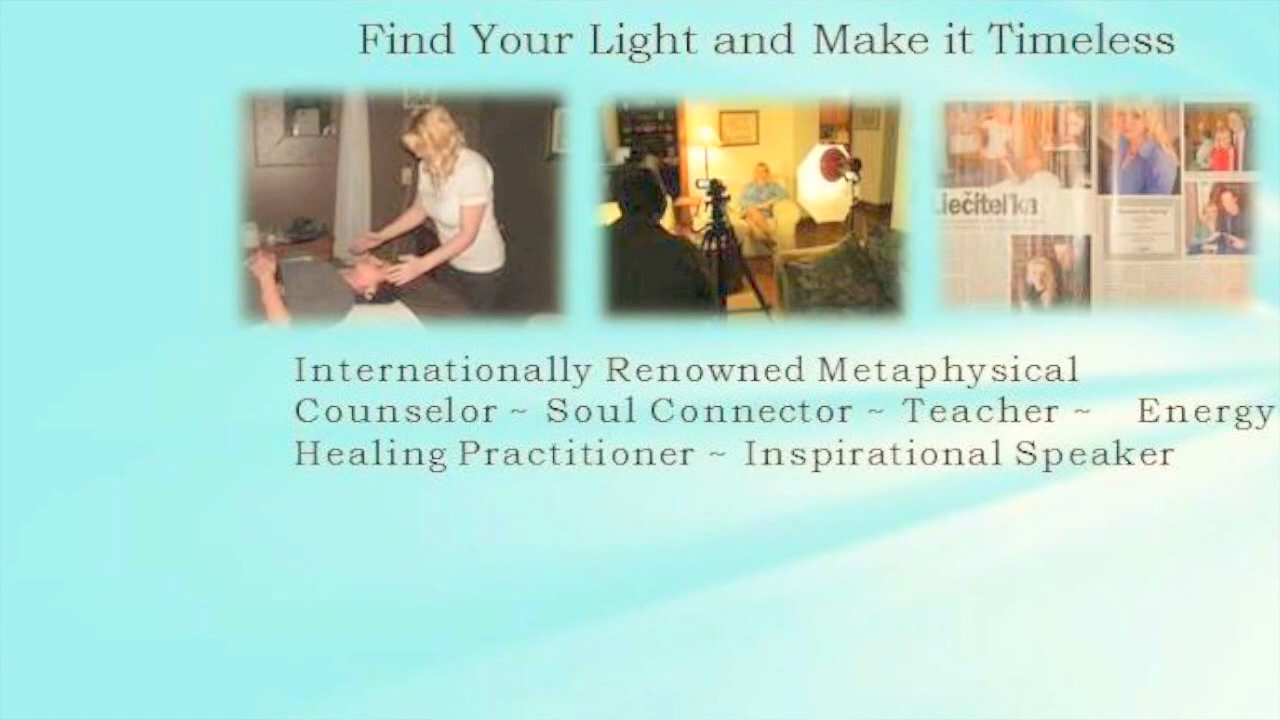 Find Your Light and Make it Timeless
Liečiteľka
Internationally Renowned Metaphysical
Counselor ~ Soul Connector ~ Teacher ~ Energy
Healing Practitioner ~ Inspirational Speaker